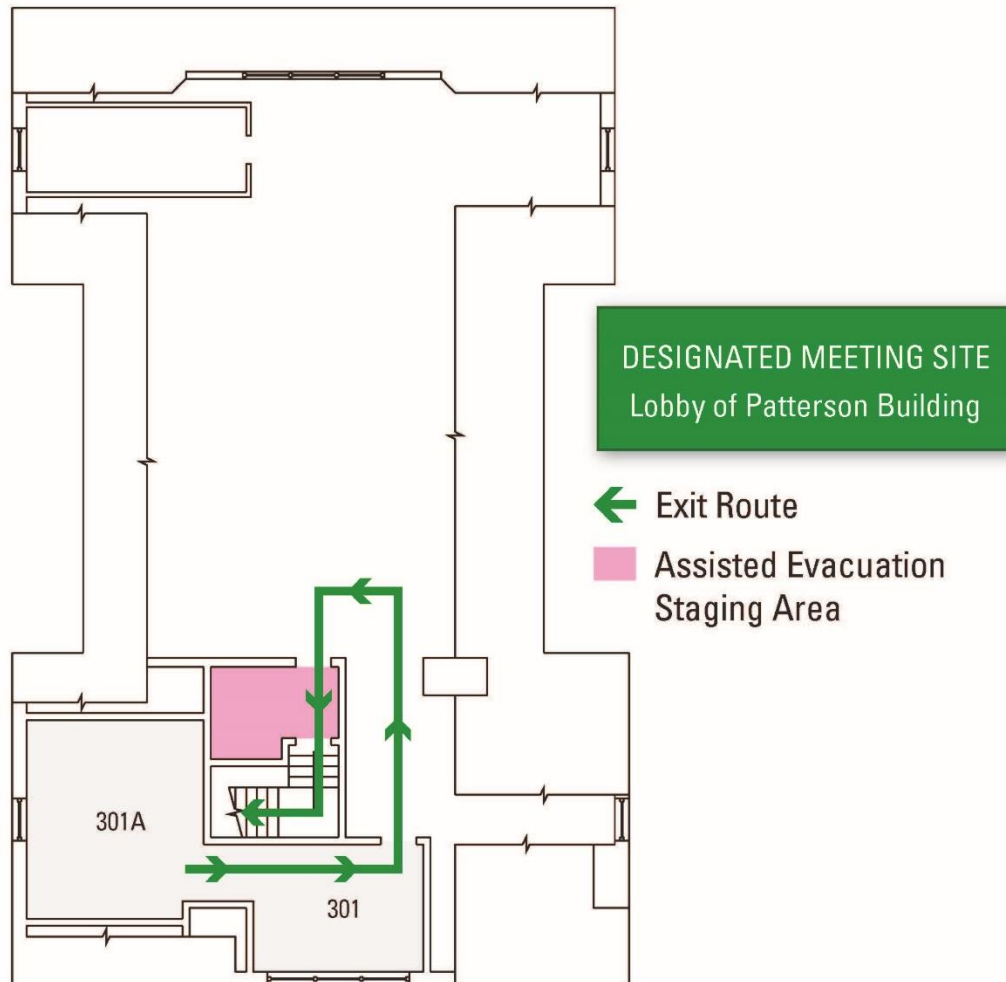 DESIGNATED MEETING SITE
Lobby of Patterson Building
Exit Route
Assisted Evacuation
Staging Area
301A
301